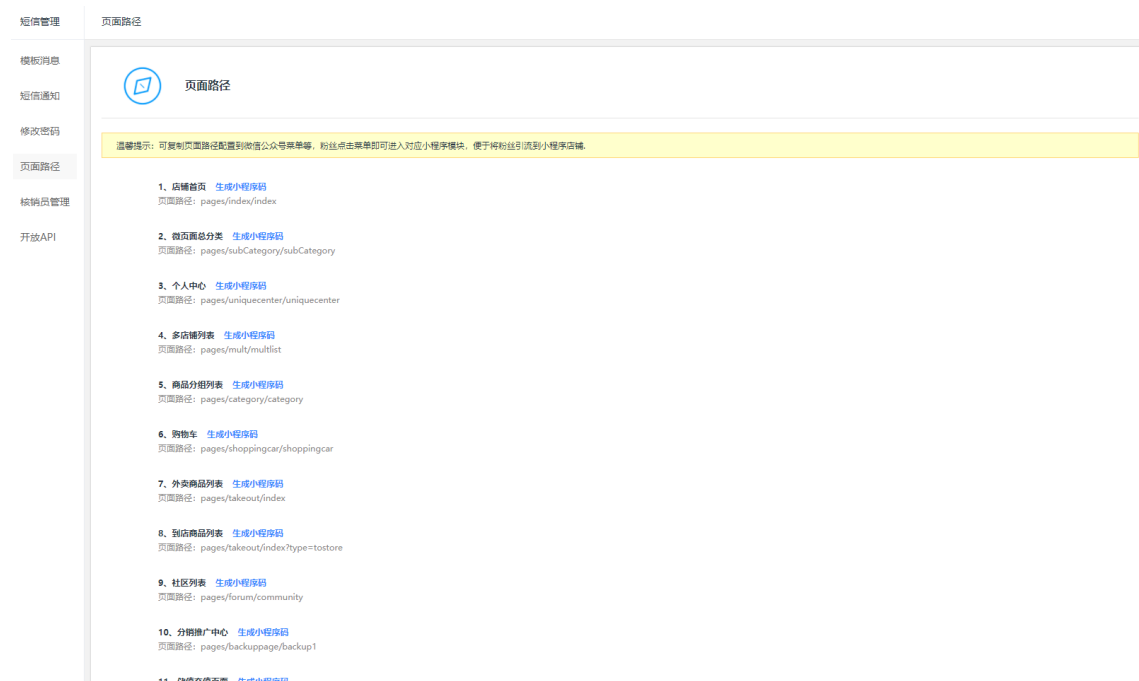 短信管理
页面路径
模板消息
短信通知
修改密码
页面路径
核销员管理
开放API
页面路径
温馨提示：可复制页面路径配置到微信公众号菜单等，粉丝点击菜单即可进入对应小程序模块，便于将粉丝引流到小程序店铺.
1、店铺首页 生成小程序码
页面路径：pages/index/index
2、微页面总分类 生成小程序码
页面路径：pages/subCategory/subCategory
3、个人中心 生成小程序码
页面路径：pages/uniquecenter/uniquecenter
4、多店铺列表 生成小程序码
页面路径：pages/mult/multlist
5、商品分组列表 生成小程序码
页面路径：pages/category/category
6、购物车 生成小程序码
页面路径：pages/shoppingcar/shoppingcar
7、外卖商品列表 生成小程序码
页面路径：pages/takeout/index
8、到店商品列表 生成小程序码
页面路径：pages/takeout/index?type=tostore
9、社区列表 生成小程序码
页面路径：pages/forum/community
10、分销推广中心 生成小程序码
页面路径：pages/backuppage/backup1
11、储值充值页面 生成小程序码